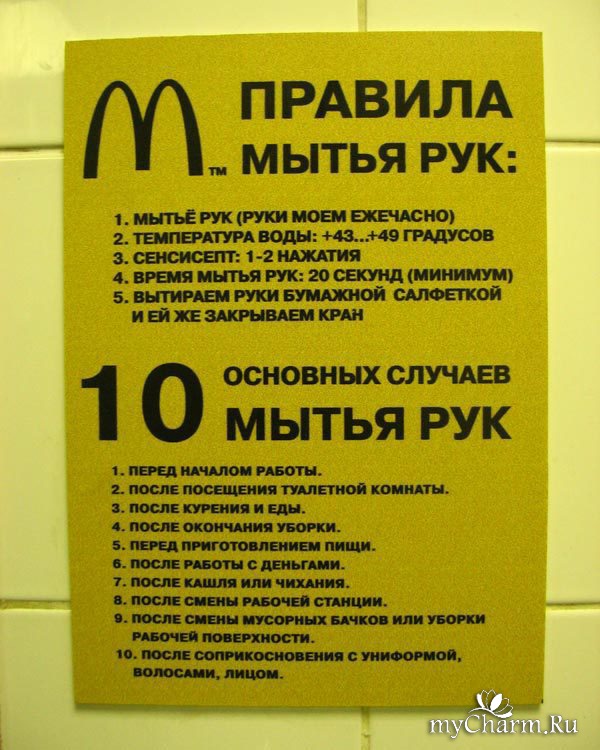 ПРАВИЛА
МЫТЬЯ РУК:
M™
1. МЫТЬЁ РУК (РУКИ МОЕМ ЕЖЕЧАСНО)
2. ТЕМПЕРАТУРА ВОДЫ: +43...+49 ГРАДУСОВ
3. СЕНСИСЕПТ: 1-2 НАЖАТИЯ
4. ВРЕМЯ МЫТЬЯ РУК: 20 СЕКУНД (МИНИМУМ)
5. ВЫТИРАЕМ РУКИ БУМАЖНОЙ САЛФЕТКОЙ
И ЕЙ ЖЕ ЗАКРЫВАЕМ КРАН
10 ОСНОВНЫХ СЛУЧАЕВ
МЫТЬЯ РУК
1. ПЕРЕД НАЧАЛОМ РАБОТЫ.
2. ПОСЛЕ ПОСЕЩЕНИЯ ТУАЛЕТНОЙ КОМНАТЫ.
3. ПОСЛЕ КУРЕНИЯ И ЕДЫ.
4. ПОСЛЕ ОКОНЧАНИЯ УБОРКИ.
5. ПЕРЕД ПРИГОТОВЛЕНИЕМ ПИЩИ.
6. ПОСЛЕ РАБОТЫ С ДЕНЬГАМИ.
7. ПОСЛЕ КАШЛЯ ИЛИ ЧИХАНИЯ.
8. ПОСЛЕ СМЕНЫ РАБОЧЕЙ СТАНЦИИ.
9. ПОСЛЕ СМЕНЫ МУСОРНЫХ БАЧКОВ ИЛИ УБОРКИ
РАБОЧЕЙ ПОВЕРХНОСТИ.
10. ПОСЛЕ СОПРИКОСНОВЕНИЯ С УНИФОРМОЙ,
ВОЛОСАМИ, ЛИЦОМ.
myCharm.Ru